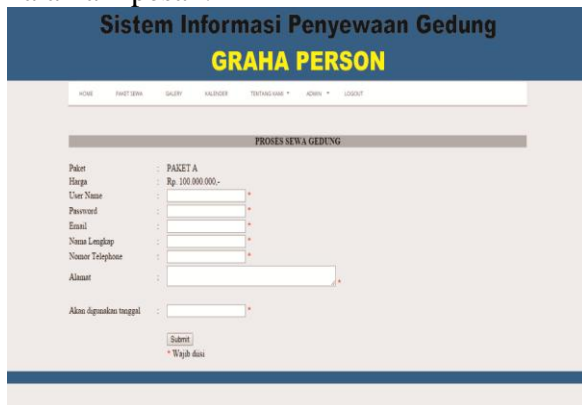 Sistem Informasi Penyewaan Gedung
GRAHA PERSON
HOME PAKET SEWA GALERY KALENDER TENTANG KAMI ADMIN LOGOUT
PROSES SEWA GEDUNG
Paket : PAKET A
Harga : Rp. 100.000.000,-
User Name : *
Password : *
Email : *
Nama Lengkap : *
Nomor Telephone : *
Alamat : *
Akan digunakan tanggal : *
Submit
* Wajib diisi